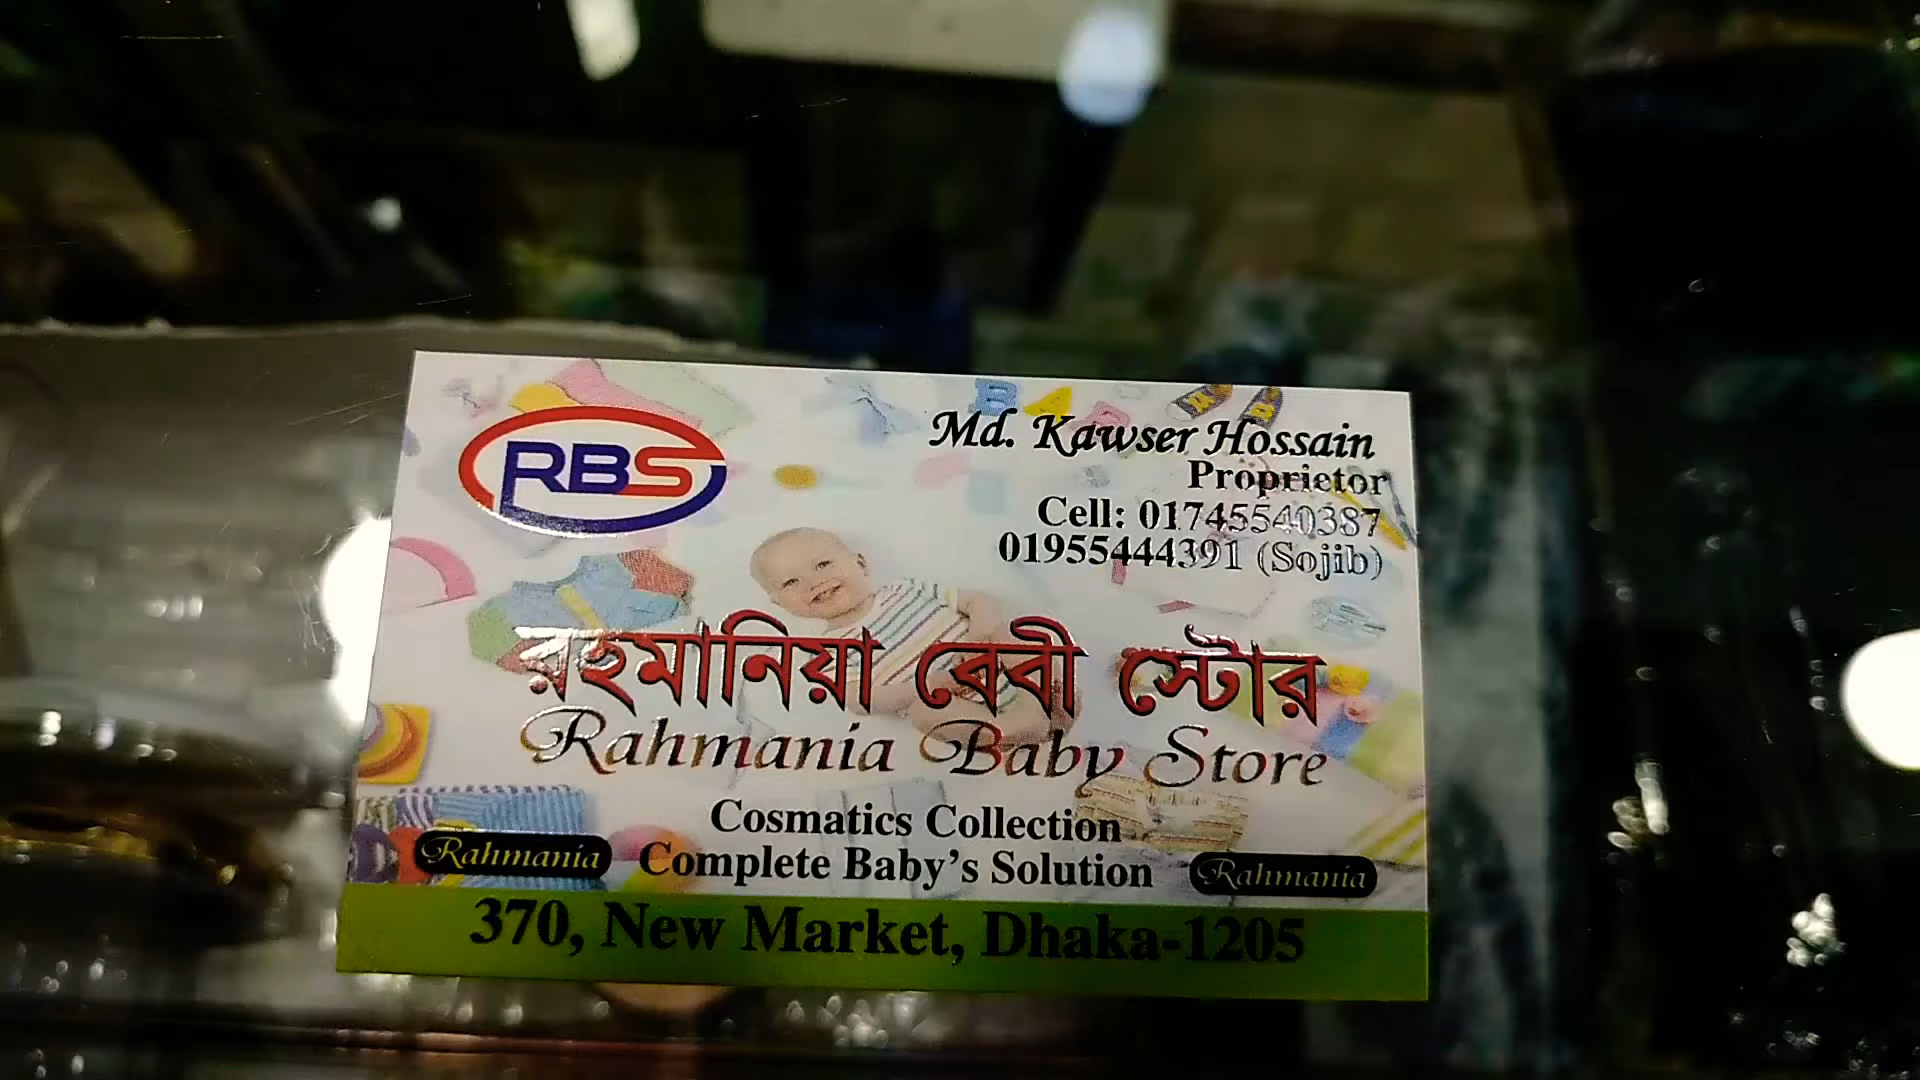 RBS
Md. Kawser Hossain
Proprietor
Cell: 01745540387
01955444391 (Sojib)
রহমানিয়া বেবী স্টোর
Rahmania Baby Store
Cosmatics Collection
Rahmania Complete Baby's Solution Rahmania
370, New Market, Dhaka-1205